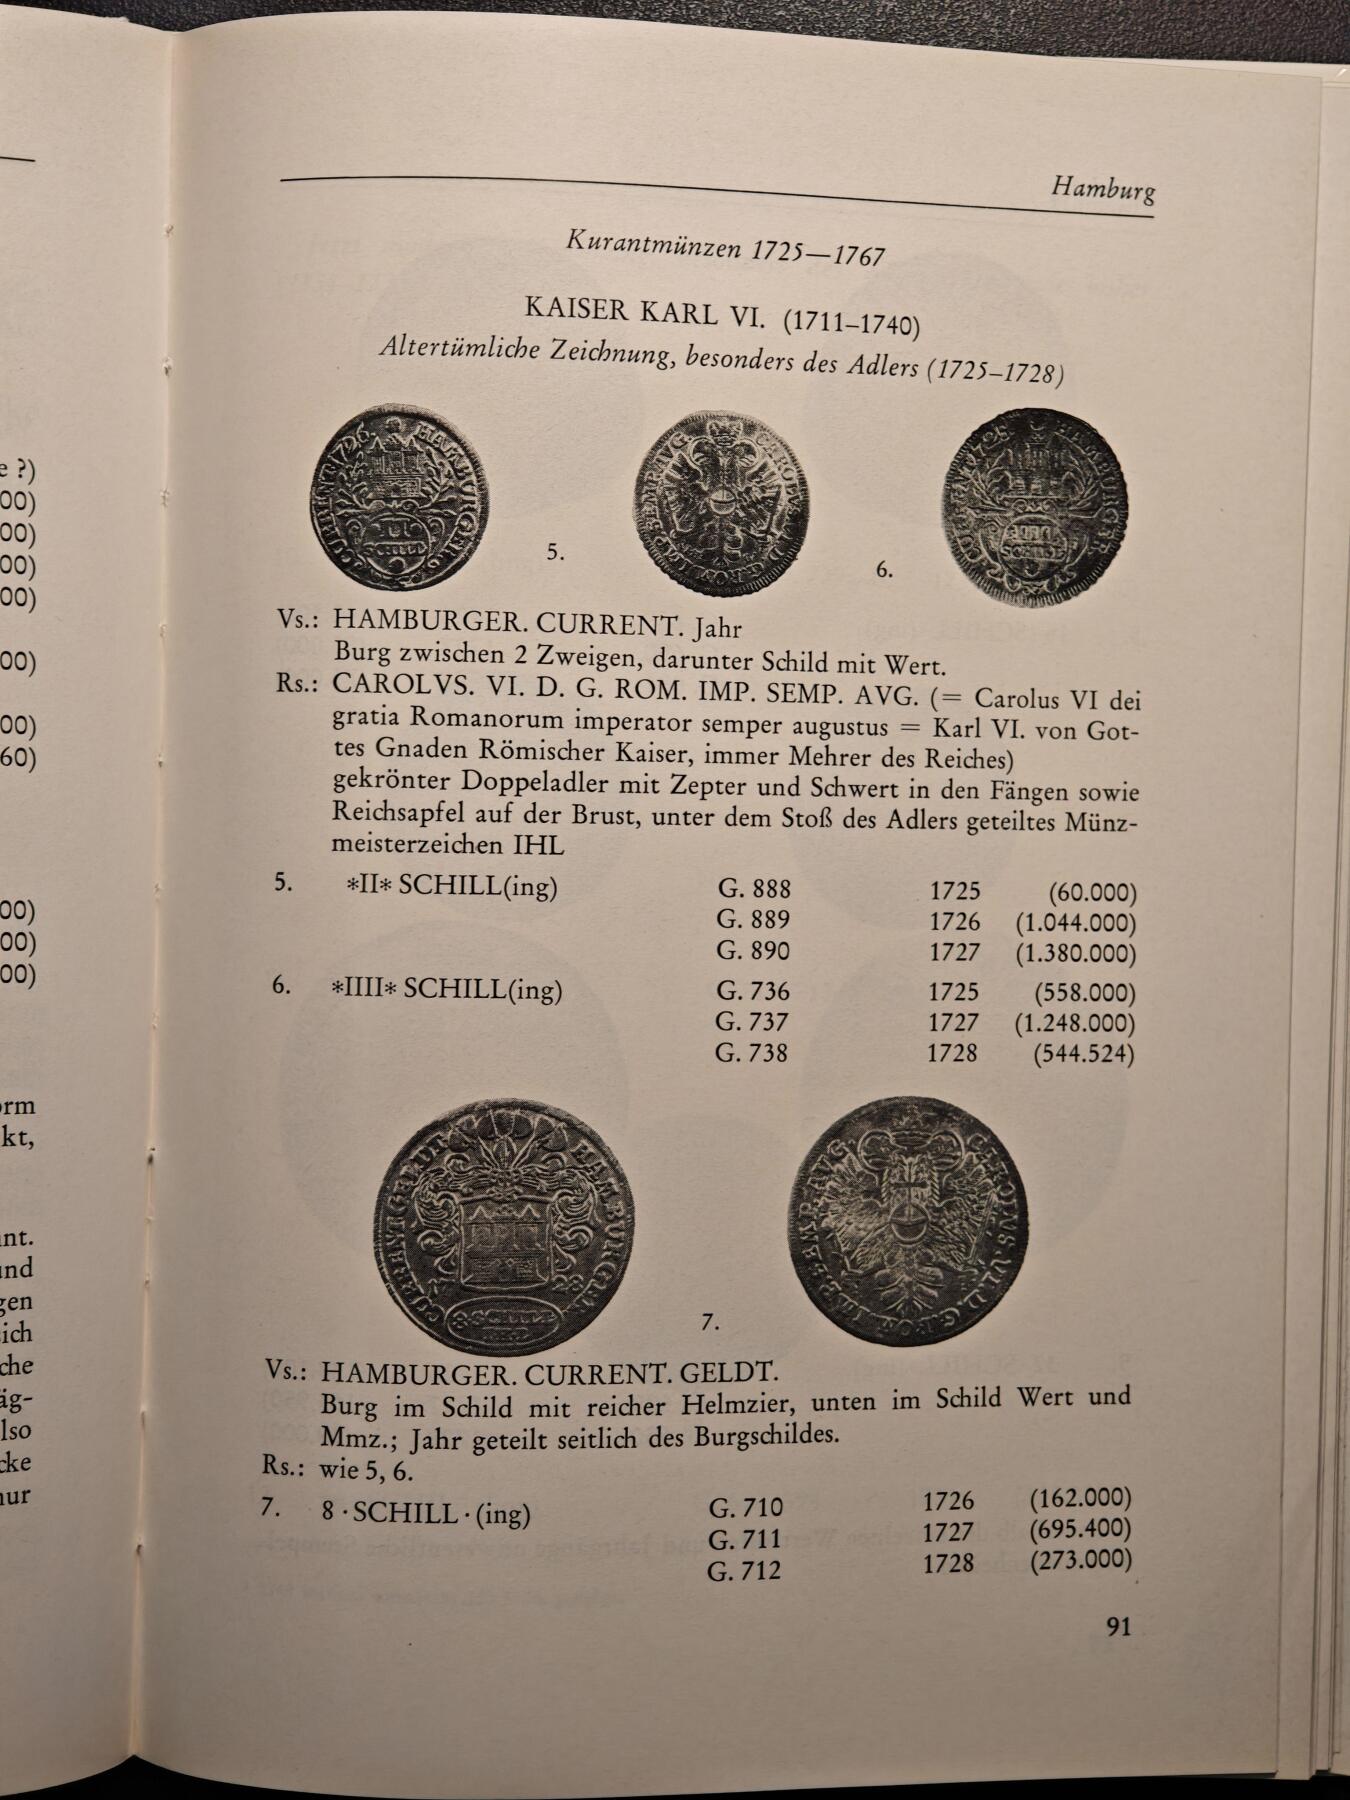 Hamburg
Kurantmünzen 1725—1767
KAISER KARL VI. (1711–1740)
Altertümliche Zeichnung, besonders des Adlers (1725–1728)
5.
6.
Vs.: HAMBURGER. CURRENT. Jahr
Burg zwischen 2 Zweigen, darunter Schild mit Wert.
Rs.: CAROLVS. VI. D. G. ROM. IMP. SEMP. AVG. (= Carolus VI dei
gratia Romanorum imperator semper augustus = Karl VI. von Got-
tes Gnaden Römischer Kaiser, immer Mehrer des Reiches)
gekrönter Doppeladler mit Zepter und Schwert in den Fängen sowie
Reichsapfel auf der Brust, unter dem Stoß des Adlers geteiltes Münz-
meisterzeichen IHL
5. *II* SCHILL(ing) G. 888 1725 (60.000)
G. 889 1726 (1.044.000)
G. 890 1727 (1.380.000)
6. *IIII* SCHILL(ing) G. 736 1725 (558.000)
G. 737 1727 (1.248.000)
G. 738 1728 (544.524)
7.
Vs.: HAMBURGER. CURRENT. GELDT.
Burg im Schild mit reicher Helmzier, unten im Schild Wert und
Mmz.; Jahr geteilt seitlich des Burgschildes.
Rs.: wie 5, 6.
7. 8 · SCHILL · (ing) G. 710 1726 (162.000)
G. 711 1727 (695.400)
G. 712 1728 (273.000)
91